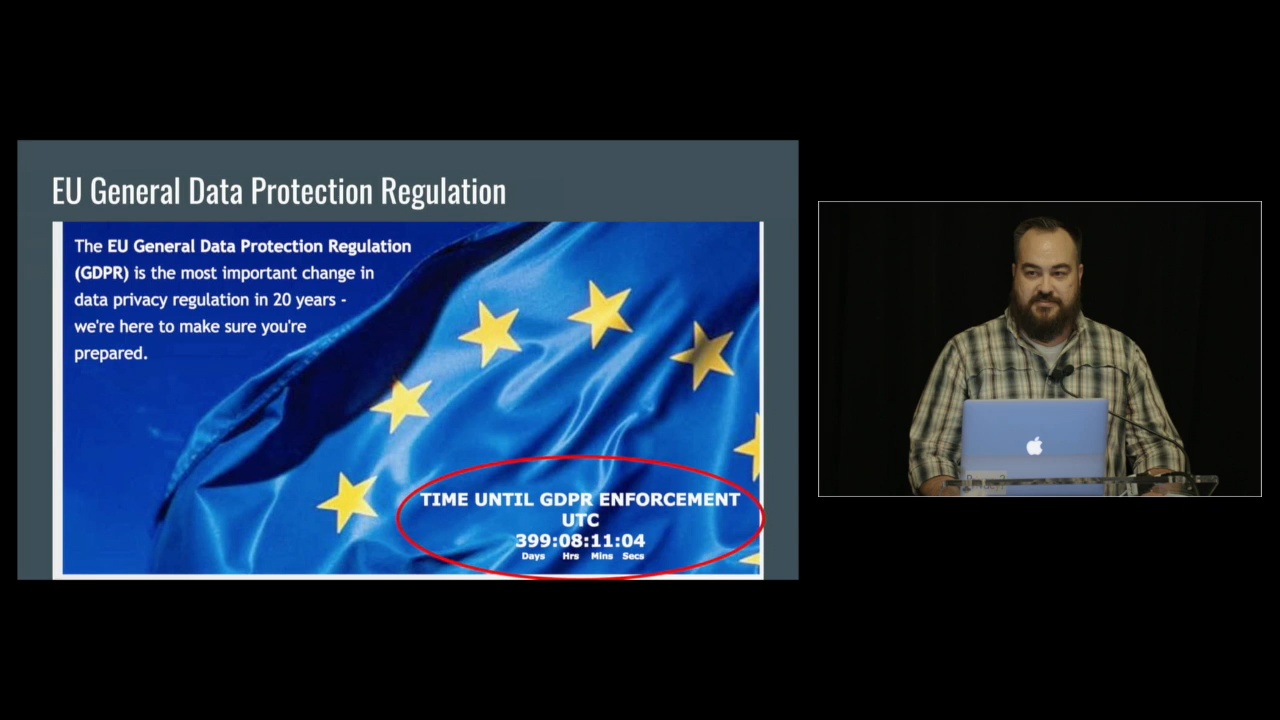 EU General Data Protection Regulation
The EU General Data Protection Regulation
(GDPR) is the most important change in
data privacy regulation in 20 years -
we're here to make sure you're
prepared.
TIME UNTIL GDPR ENFORCEMENT
UTC
399:08:11:04
Days Hrs Mins Secs